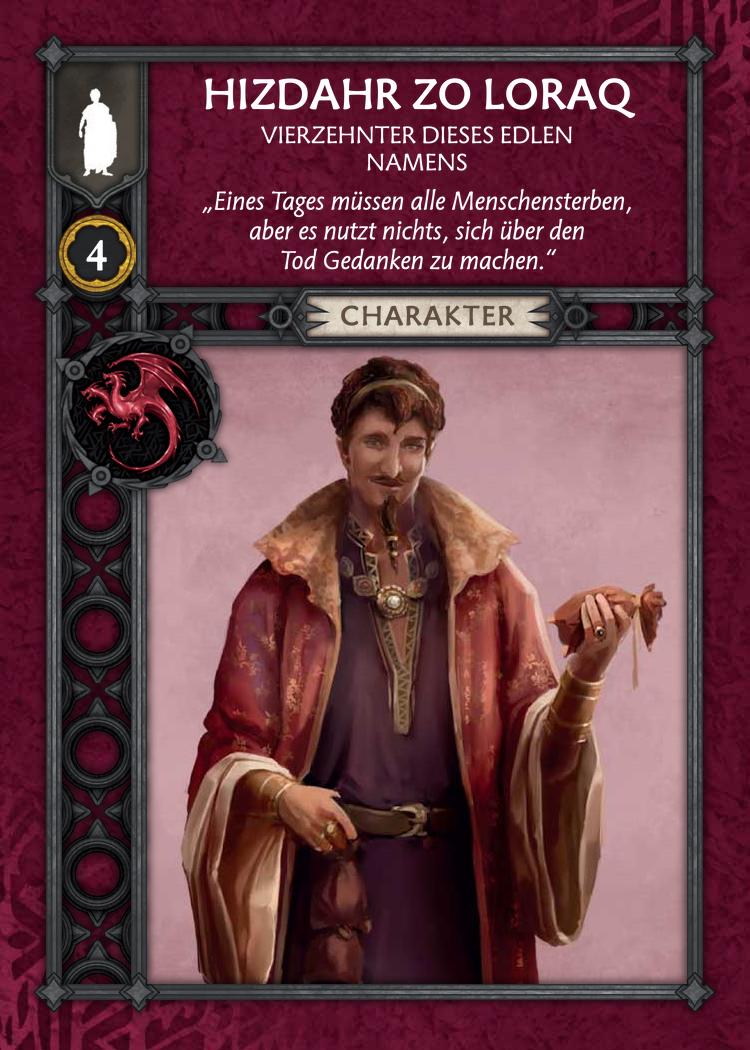 HIZDAHR ZO LORAQ
VIERZEHNTER DIESES EDLEN
NAMENS
„Eines Tages müssen alle Menschensterben,
aber es nutzt nichts, sich über den
Tod Gedanken zu machen.“
4
CHARAKTER